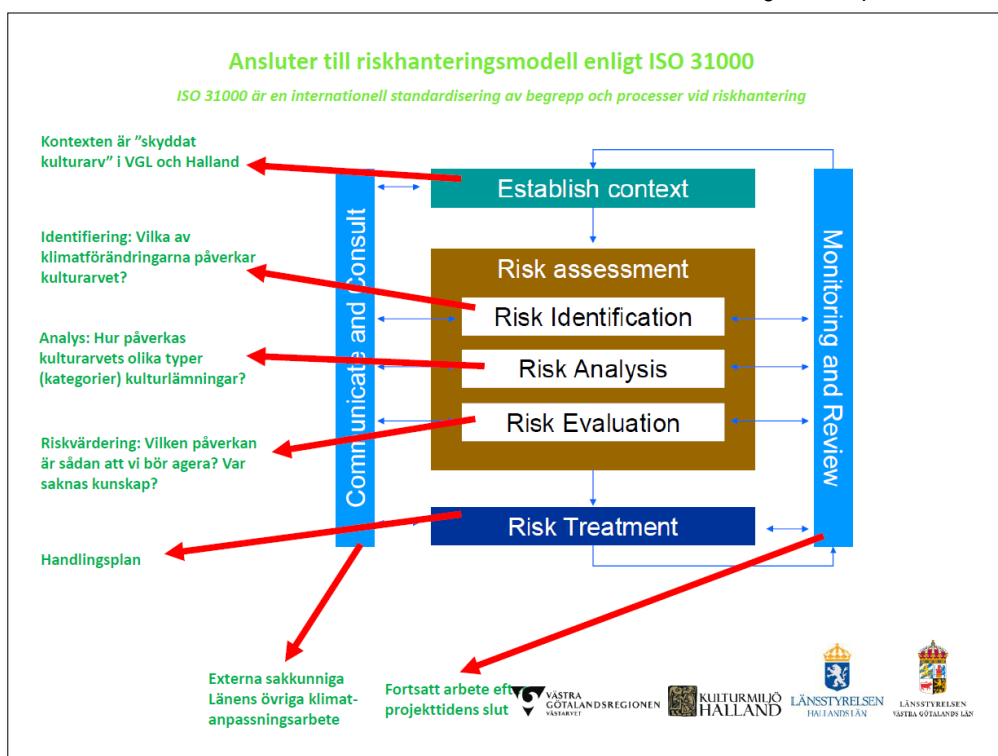 Ansluter till riskhanteringsmodell enligt ISO 31000
ISO 31000 är en internationell standardisering av begrepp och processer vid riskhantering
Kontexten är ”skyddat
kulturarv” i VGL och Halland
Establish context
Identifiering: Vilka av
klimatförändringarna påverkar
kulturarvet?
Communicate and Consult
Monitoring and Review
Risk assessment
Risk Identification
Analys: Hur påverkas
kulturarvets olika typer
(kategorier) kulturlämningar?
Risk Analysis
Risk Evaluation
Riskvärdering: Vilken påverkan
är sådan att vi bör agera? Var
saknas kunskap?
Risk Treatment
Handlingsplan
Externa sakkunniga
Länens övriga klimat-
anpassningsarbete
Fortsatt arbete eft
projekttidens slut
VÄSTRA
GÖTALANDSREGIONEN
VÄSTARVET
KULTURMILJÖ
HALLAND
LÄNSSTYRELSEN
HALLANDS LÄN
LÄNSSTYRELSEN
VÄSTRA GÖTALANDS LÄN